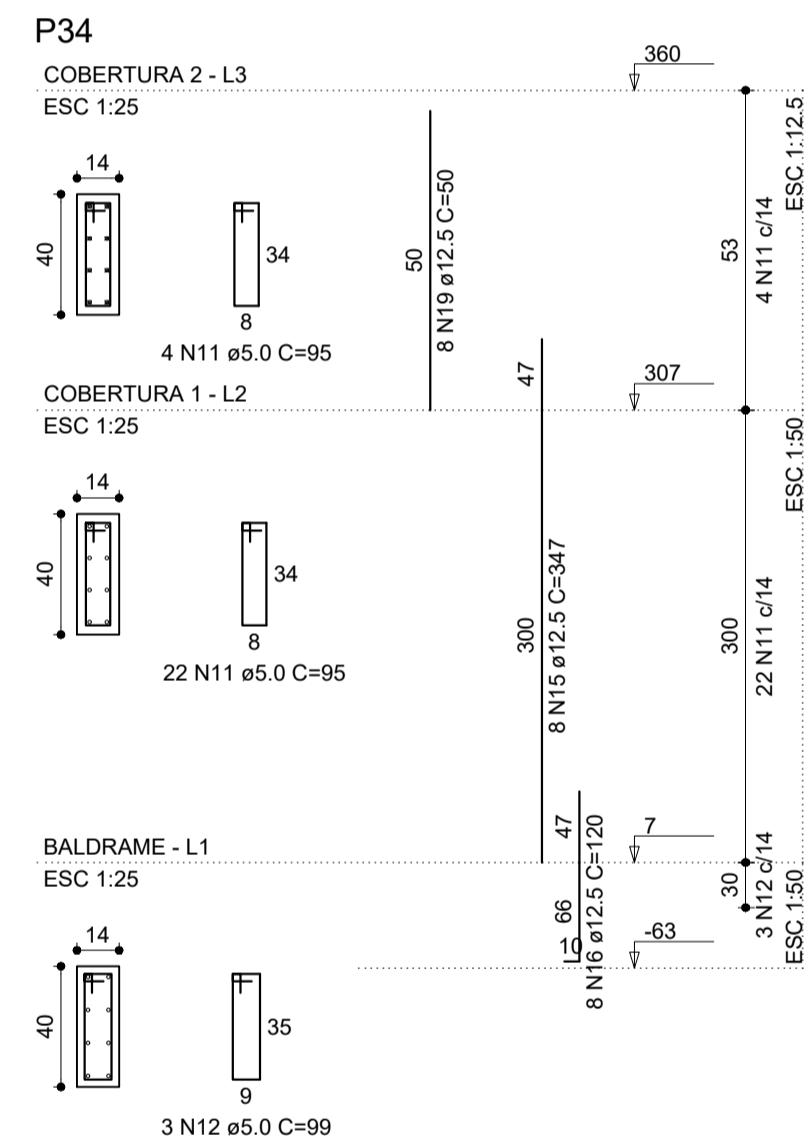 P34
COBERTURA 2 - L3
ESC 1:25
14
40
34
8
4 N11 ø5.0 C=95
50
8 N19 ø12.5 C=50
360
53
4 N11 c/14
ESC 1:12.5
COBERTURA 1 - L2
ESC 1:25
14
40
34
8
22 N11 ø5.0 C=95
47
300
8 N15 ø12.5 C=347
307
300
22 N11 c/14
ESC 1:50
BALDRAME - L1
ESC 1:25
14
40
35
9
3 N12 ø5.0 C=99
47
66
10
8 N16 ø12.5 C=120
7
30
3 N12 c/14
ESC 1:50
-63